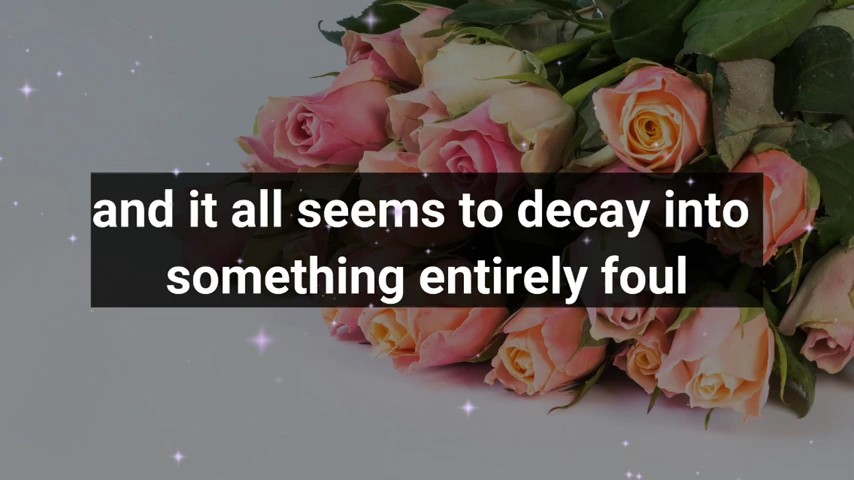 and it all seems to decay into
something entirely foul